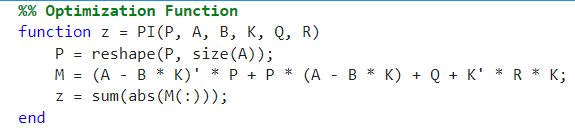 %% Optimization Function
function z = PI(P, A, B, K, Q, R)
    P = reshape(P, size(A));
    M = (A - B * K)' * P + P * (A - B * K) + Q + K' * R * K;
    z = sum(abs(M(:)));
end